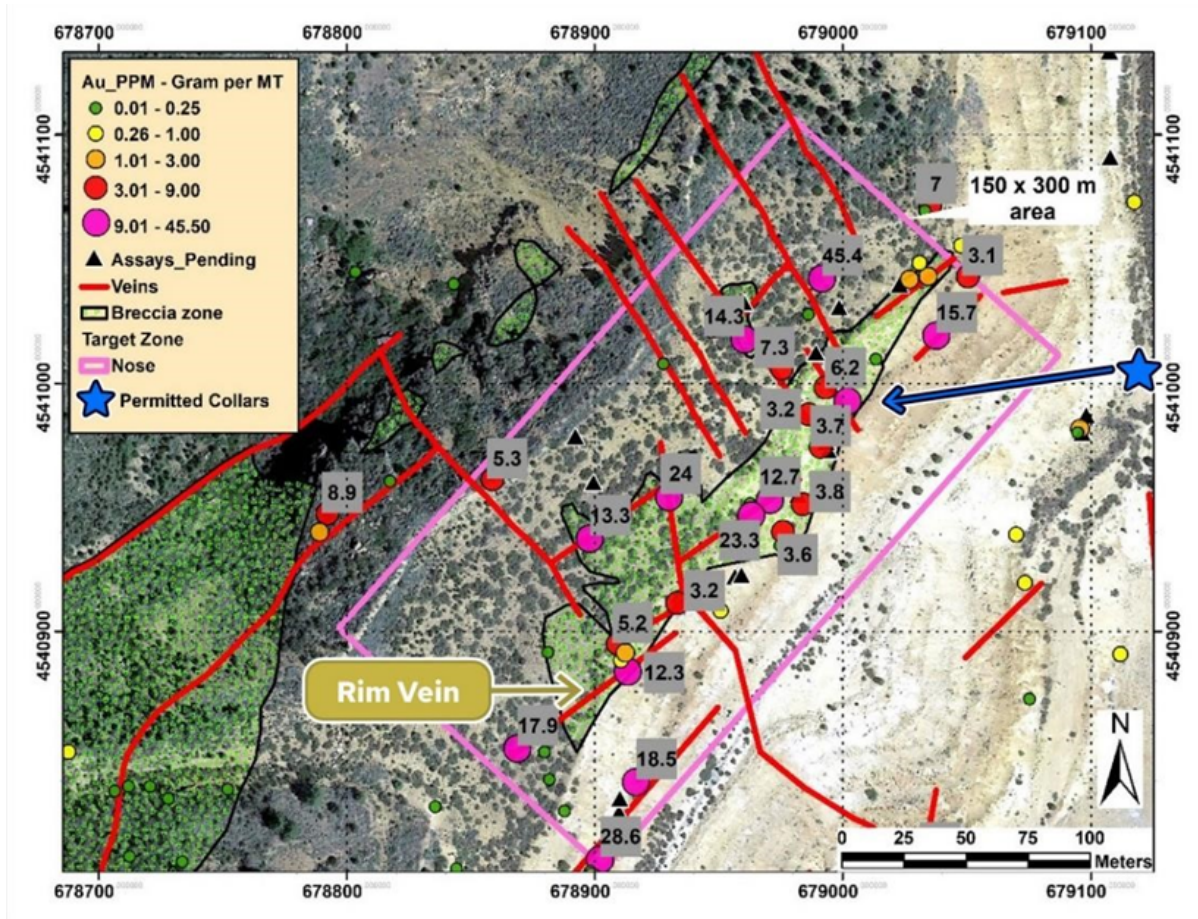 678700 678800 678900 679000 679100
Au_PPM - Gram per MT
0.01 - 0.25
0.26 - 1.00
1.01 - 3.00
3.01 - 9.00
9.01 - 45.50
Assays_Pending
Veins
Breccia zone
Target Zone
Nose
Permitted Collars
4541100
4541000
4540900
4541100
4541000
4540900
7
150 x 300 m
area
45.4
3.1
14.3
15.7
7.3
6.2
3.2
3.7
5.3
24
12.7
3.8
8.9
13.3
23.3
3.6
3.2
5.2
12.3
Rim Vein
17.9
18.5
28.6
N
0 25 50 100
Meters
678700 678800 678900 679000 679100